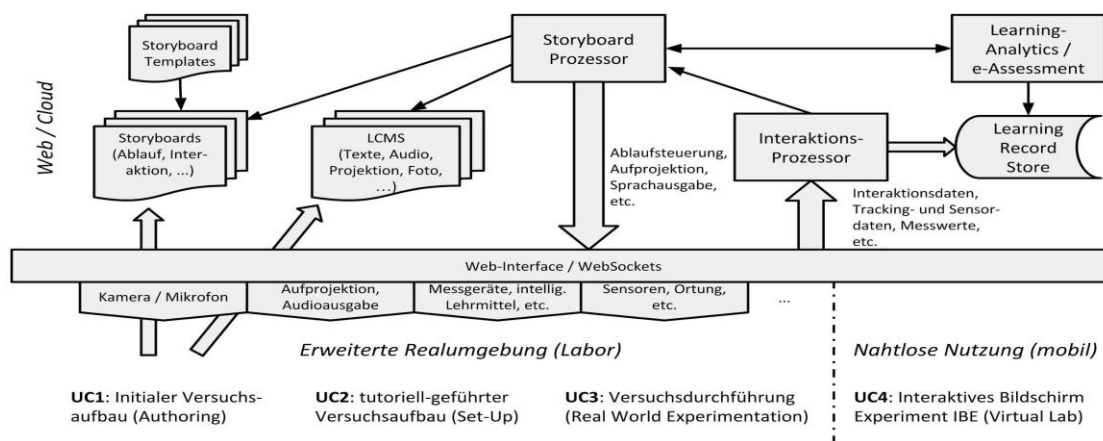 Web / Cloud
Storyboard
Templates
Storyboards
(Ablauf, Inter-
aktion, ...)
LCMS
(Texte, Audio,
Projektion, Foto,
...)
Storyboard
Prozessor
Learning-
Analytics /
e-Assessment
Interaktions-
Prozessor
Learning
Record
Store
Ablaufsteuerung,
Aufprojektion,
Sprachausgabe,
etc.
Interaktionsdaten,
Tracking- und Sensor-
daten, Messwerte,
etc.
Web-Interface / WebSockets
Kamera / Mikrofon
Aufprojektion,
Audioausgabe
Messgeräte, intellig.
Lehrmittel, etc.
Sensoren, Ortung,
etc.
...
Erweiterte Realumgebung (Labor)
Nahtlose Nutzung (mobil)
UC1: Initialer Versuchs-
aufbau (Authoring)
UC2: tutoriell-geführter
Versuchsaufbau (Set-Up)
UC3: Versuchsdurchführung
(Real World Experimentation)
UC4: Interaktives Bildschirm
Experiment IBE (Virtual Lab)